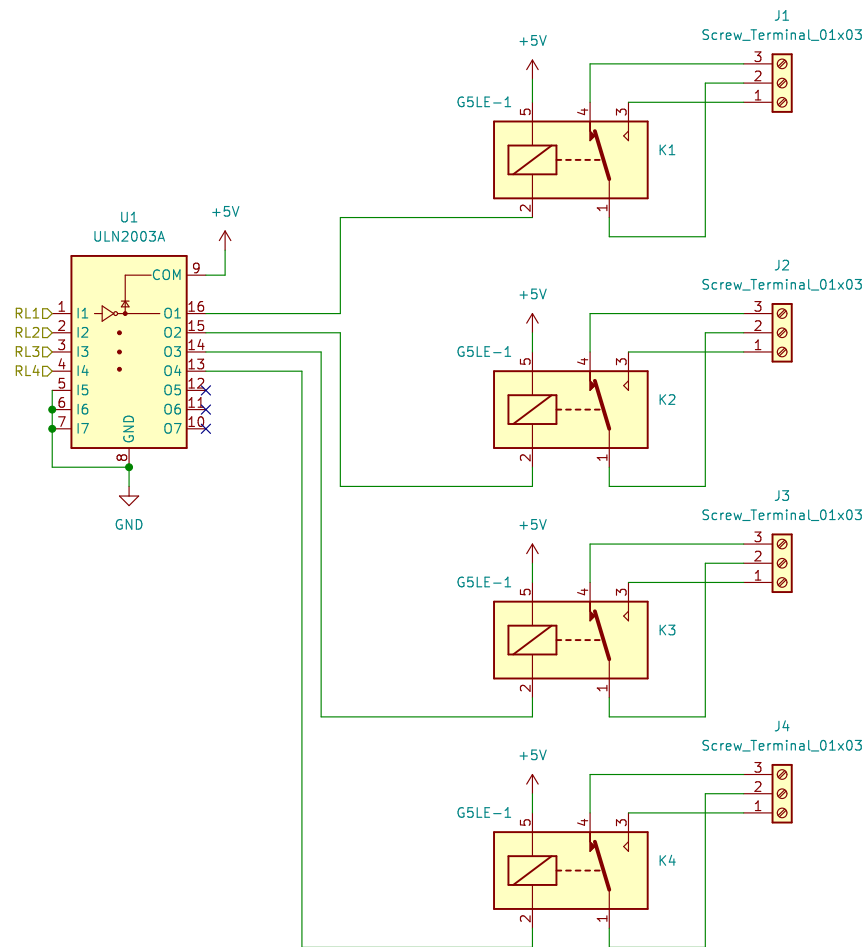 J1
Screw_Terminal_01x03
+5V
3
2
1
G5LE-1
5
4
3
K1
2
1
U1
ULN2003A
+5V
COM
9
RL1
1
I1
O1
16
RL2
2
I2
O2
15
RL3
3
I3
O3
14
RL4
4
I4
O4
13
5
I5
O5
12
6
I6
O6
11
7
I7
O7
10
GND
8
GND
J2
Screw_Terminal_01x03
+5V
3
2
1
G5LE-1
5
4
3
K2
2
1
J3
Screw_Terminal_01x03
+5V
3
2
1
G5LE-1
5
4
3
K3
2
1
J4
Screw_Terminal_01x03
+5V
3
2
1
G5LE-1
5
4
3
K4
2
1